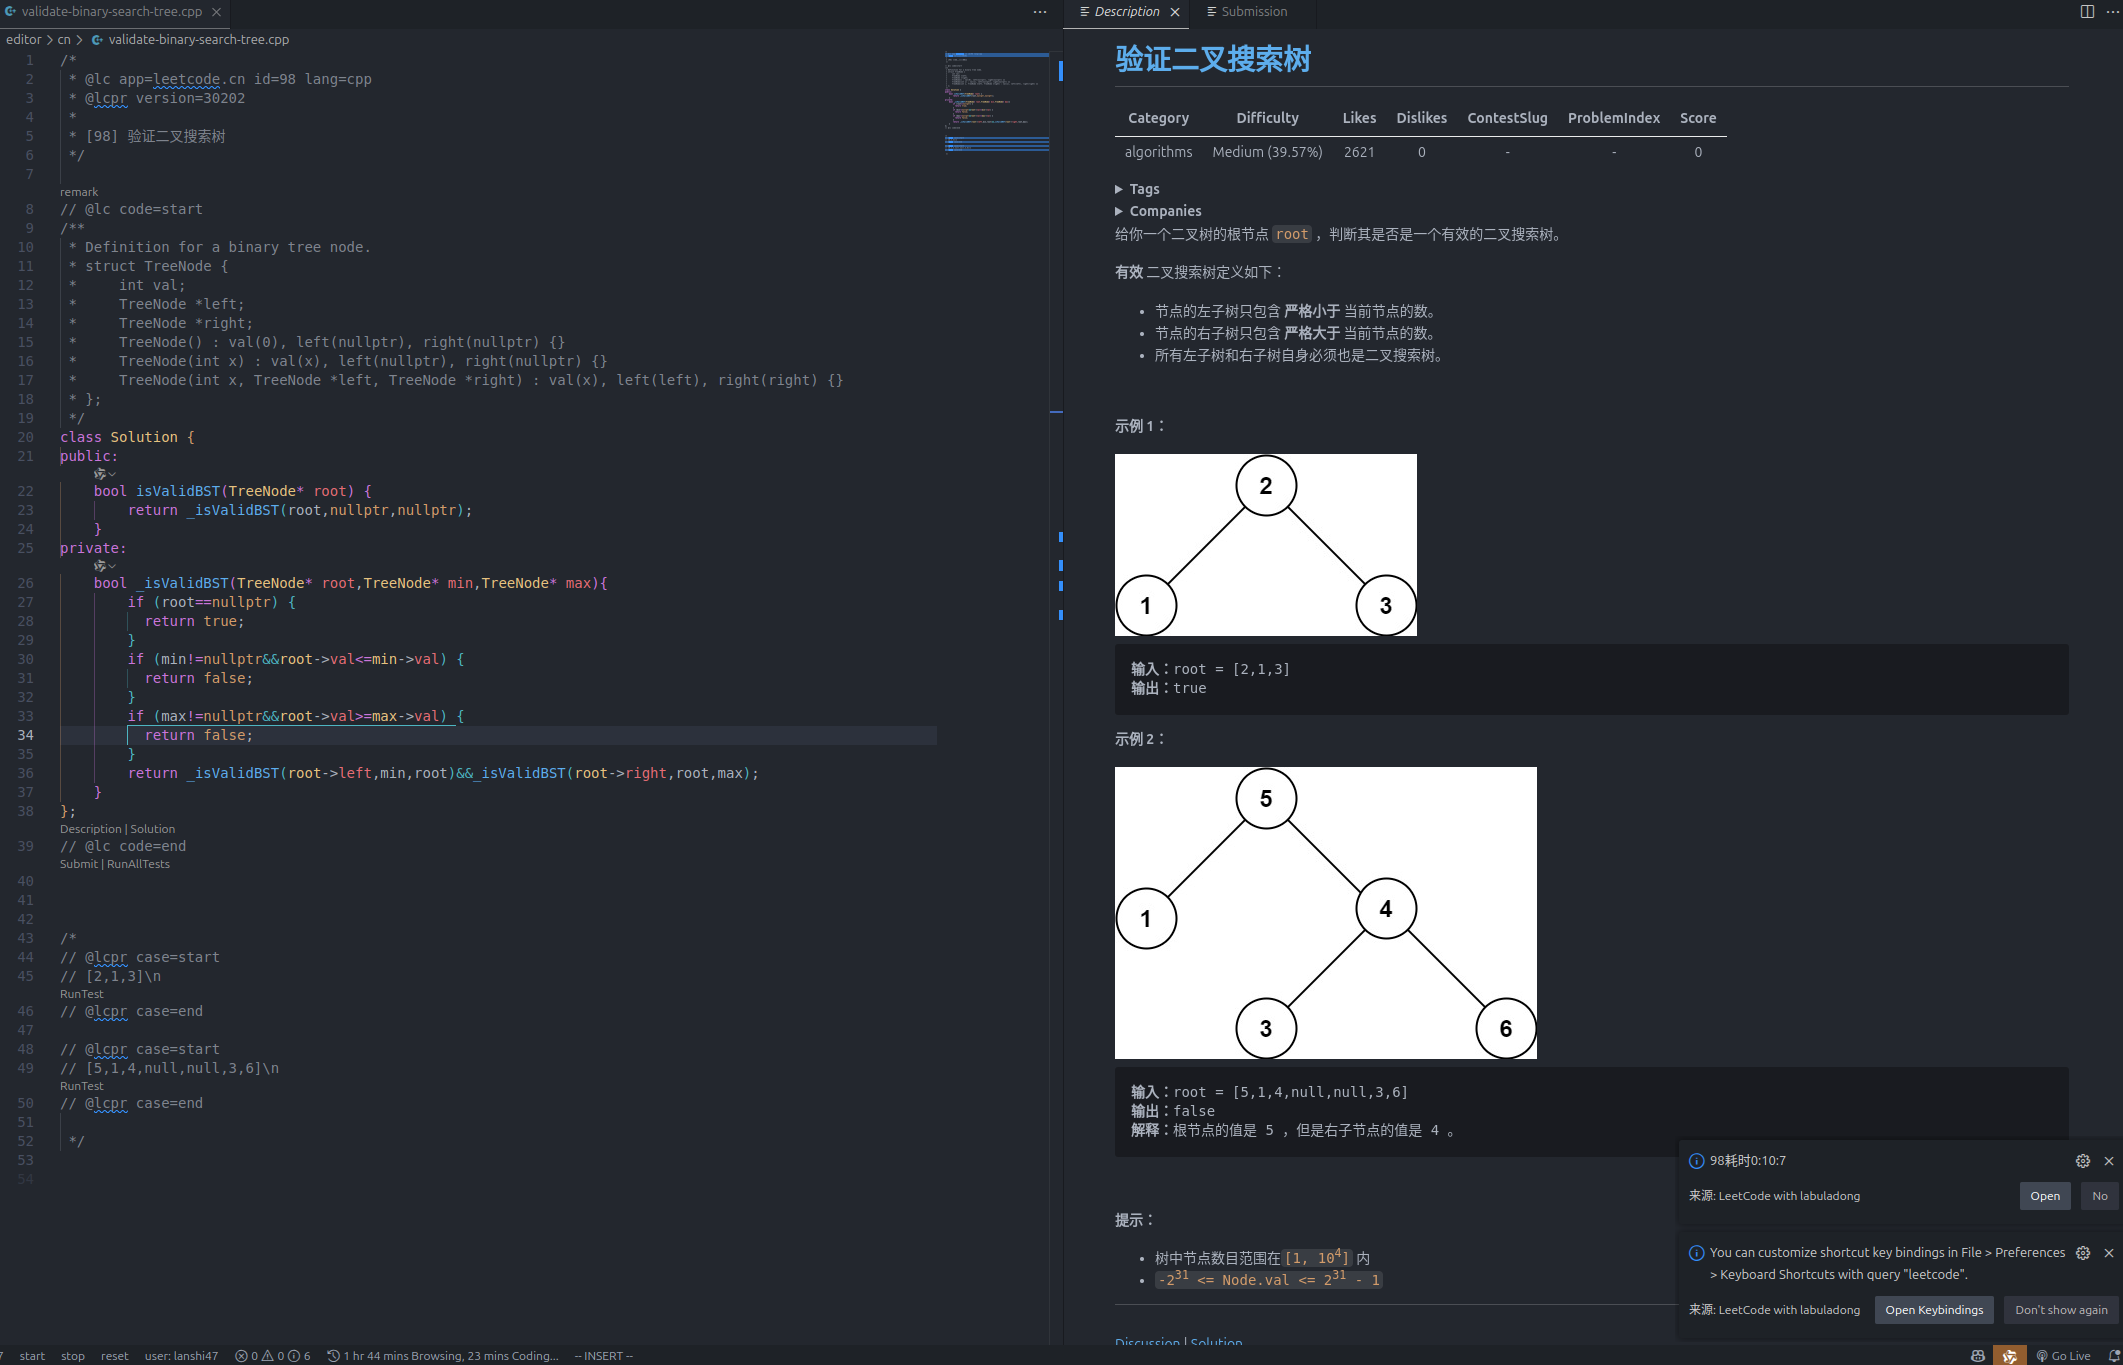 validate-binary-search-tree.cpp
editor > cn > validate-binary-search-tree.cpp
1 /*
2  * @lc app=leetcode.cn id=98 lang=cpp
3  * @lcpr version=30202
4  *
5  * [98] 验证二叉搜索树
6  */
7
remark
8 // @lc code=start
9 /**
10  * Definition for a binary tree node.
11  * struct TreeNode {
12  *     int val;
13  *     TreeNode *left;
14  *     TreeNode *right;
15  *     TreeNode() : val(0), left(nullptr), right(nullptr) {}
16  *     TreeNode(int x) : val(x), left(nullptr), right(nullptr) {}
17  *     TreeNode(int x, TreeNode *left, TreeNode *right) : val(x), left(left), right(right) {}
18  * };
19  */
20 class Solution {
21 public:
22     bool isValidBST(TreeNode* root) {
23         return _isValidBST(root,nullptr,nullptr);
24     }
25 private:
26     bool _isValidBST(TreeNode* root,TreeNode* min,TreeNode* max){
27         if (root==nullptr) {
28           return true;
29         }
30         if (min!=nullptr&&root->val<=min->val) {
31           return false;
32         }
33         if (max!=nullptr&&root->val>=max->val) {
34           return false;
35         }
36         return _isValidBST(root->left,min,root)&&_isValidBST(root->right,root,max);
37     }
38 };
Description | Solution
39 // @lc code=end
Submit | RunAllTests
40
41
42
43 /*
44 // @lcpr case=start
45 // [2,1,3]\n
RunTest
46 // @lcpr case=end
47
48 // @lcpr case=start
49 // [5,1,4,null,null,3,6]\n
RunTest
50 // @lcpr case=end
51
52  */
53
54
Description
Submission
验证二叉搜索树
Category Difficulty Likes Dislikes ContestSlug ProblemIndex Score
algorithms Medium (39.57%) 2621 0 - - 0
Tags
Companies
给你一个二叉树的根节点 root ，判断其是否是一个有效的二叉搜索树。
有效 二叉搜索树定义如下：
• 节点的左子树只包含 严格小于 当前节点的数。
• 节点的右子树只包含 严格大于 当前节点的数。
• 所有左子树和右子树自身必须也是二叉搜索树。
示例 1：
2
1 3
输入：root = [2,1,3]
输出：true
示例 2：
5
1 4
3 6
输入：root = [5,1,4,null,null,3,6]
输出：false
解释：根节点的值是 5 ，但是右子节点的值是 4 。
提示：
• 树中节点数目范围在[1, 10^4] 内
• -2^31 <= Node.val <= 2^31 - 1
Discussion | Solution
98耗时0:10:7
来源: LeetCode with labuladong
Open No
You can customize shortcut key bindings in File > Preferences
> Keyboard Shortcuts with query "leetcode".
来源: LeetCode with labuladong
Open Keybindings Don't show again
start stop reset user: lanshi47 0 0 6 1 hr 44 mins Browsing, 23 mins Coding... -- INSERT -- Go Live